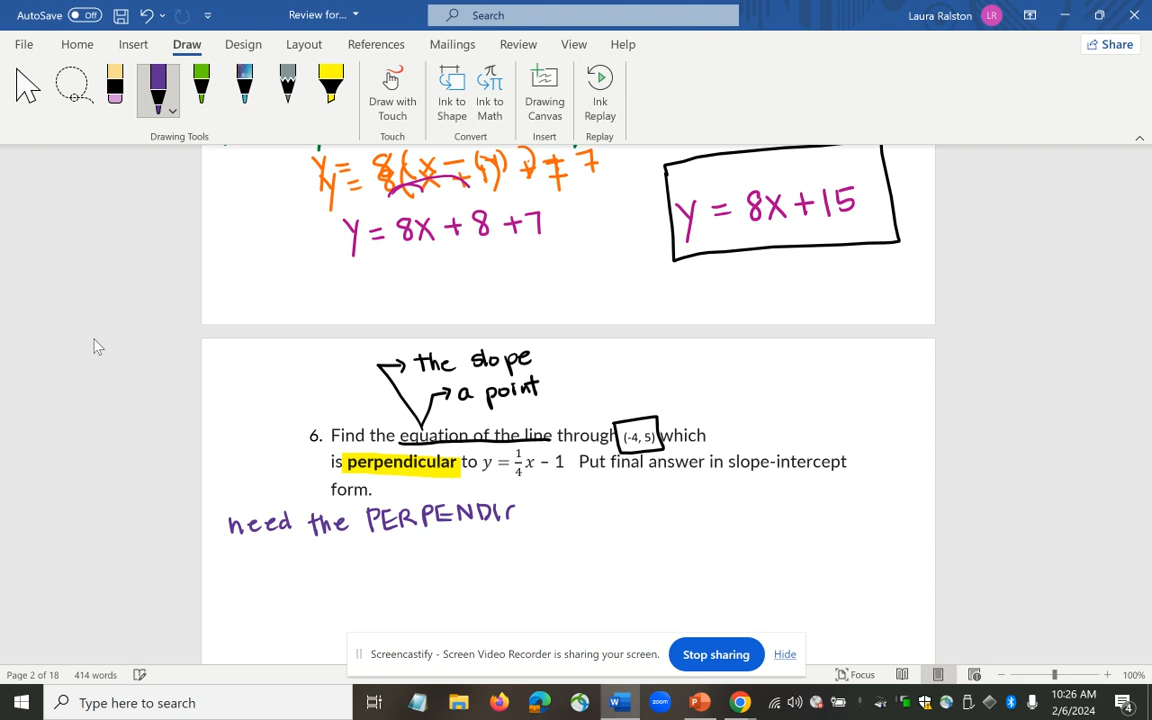 AutoSave Off Review for... Search Laura Ralston LR
File Home Insert Draw Design Layout References Mailings Review View Help Share
Draw with Touch Ink to Shape Ink to Math Drawing Canvas Ink Replay
Drawing Tools Touch Convert Insert Replay
y = 8x + 8 + 7
y = 8x + 15
the slope
a point
6. Find the equation of the line through (-4, 5) which
is perpendicular to y = 1/4 x − 1 Put final answer in slope-intercept
form.
need the PERPENDIC
Screencastify - Screen Video Recorder is sharing your screen. Stop sharing Hide
Page 2 of 18 414 words Focus 100%
Type here to search 10:26 AM
2/6/2024 4